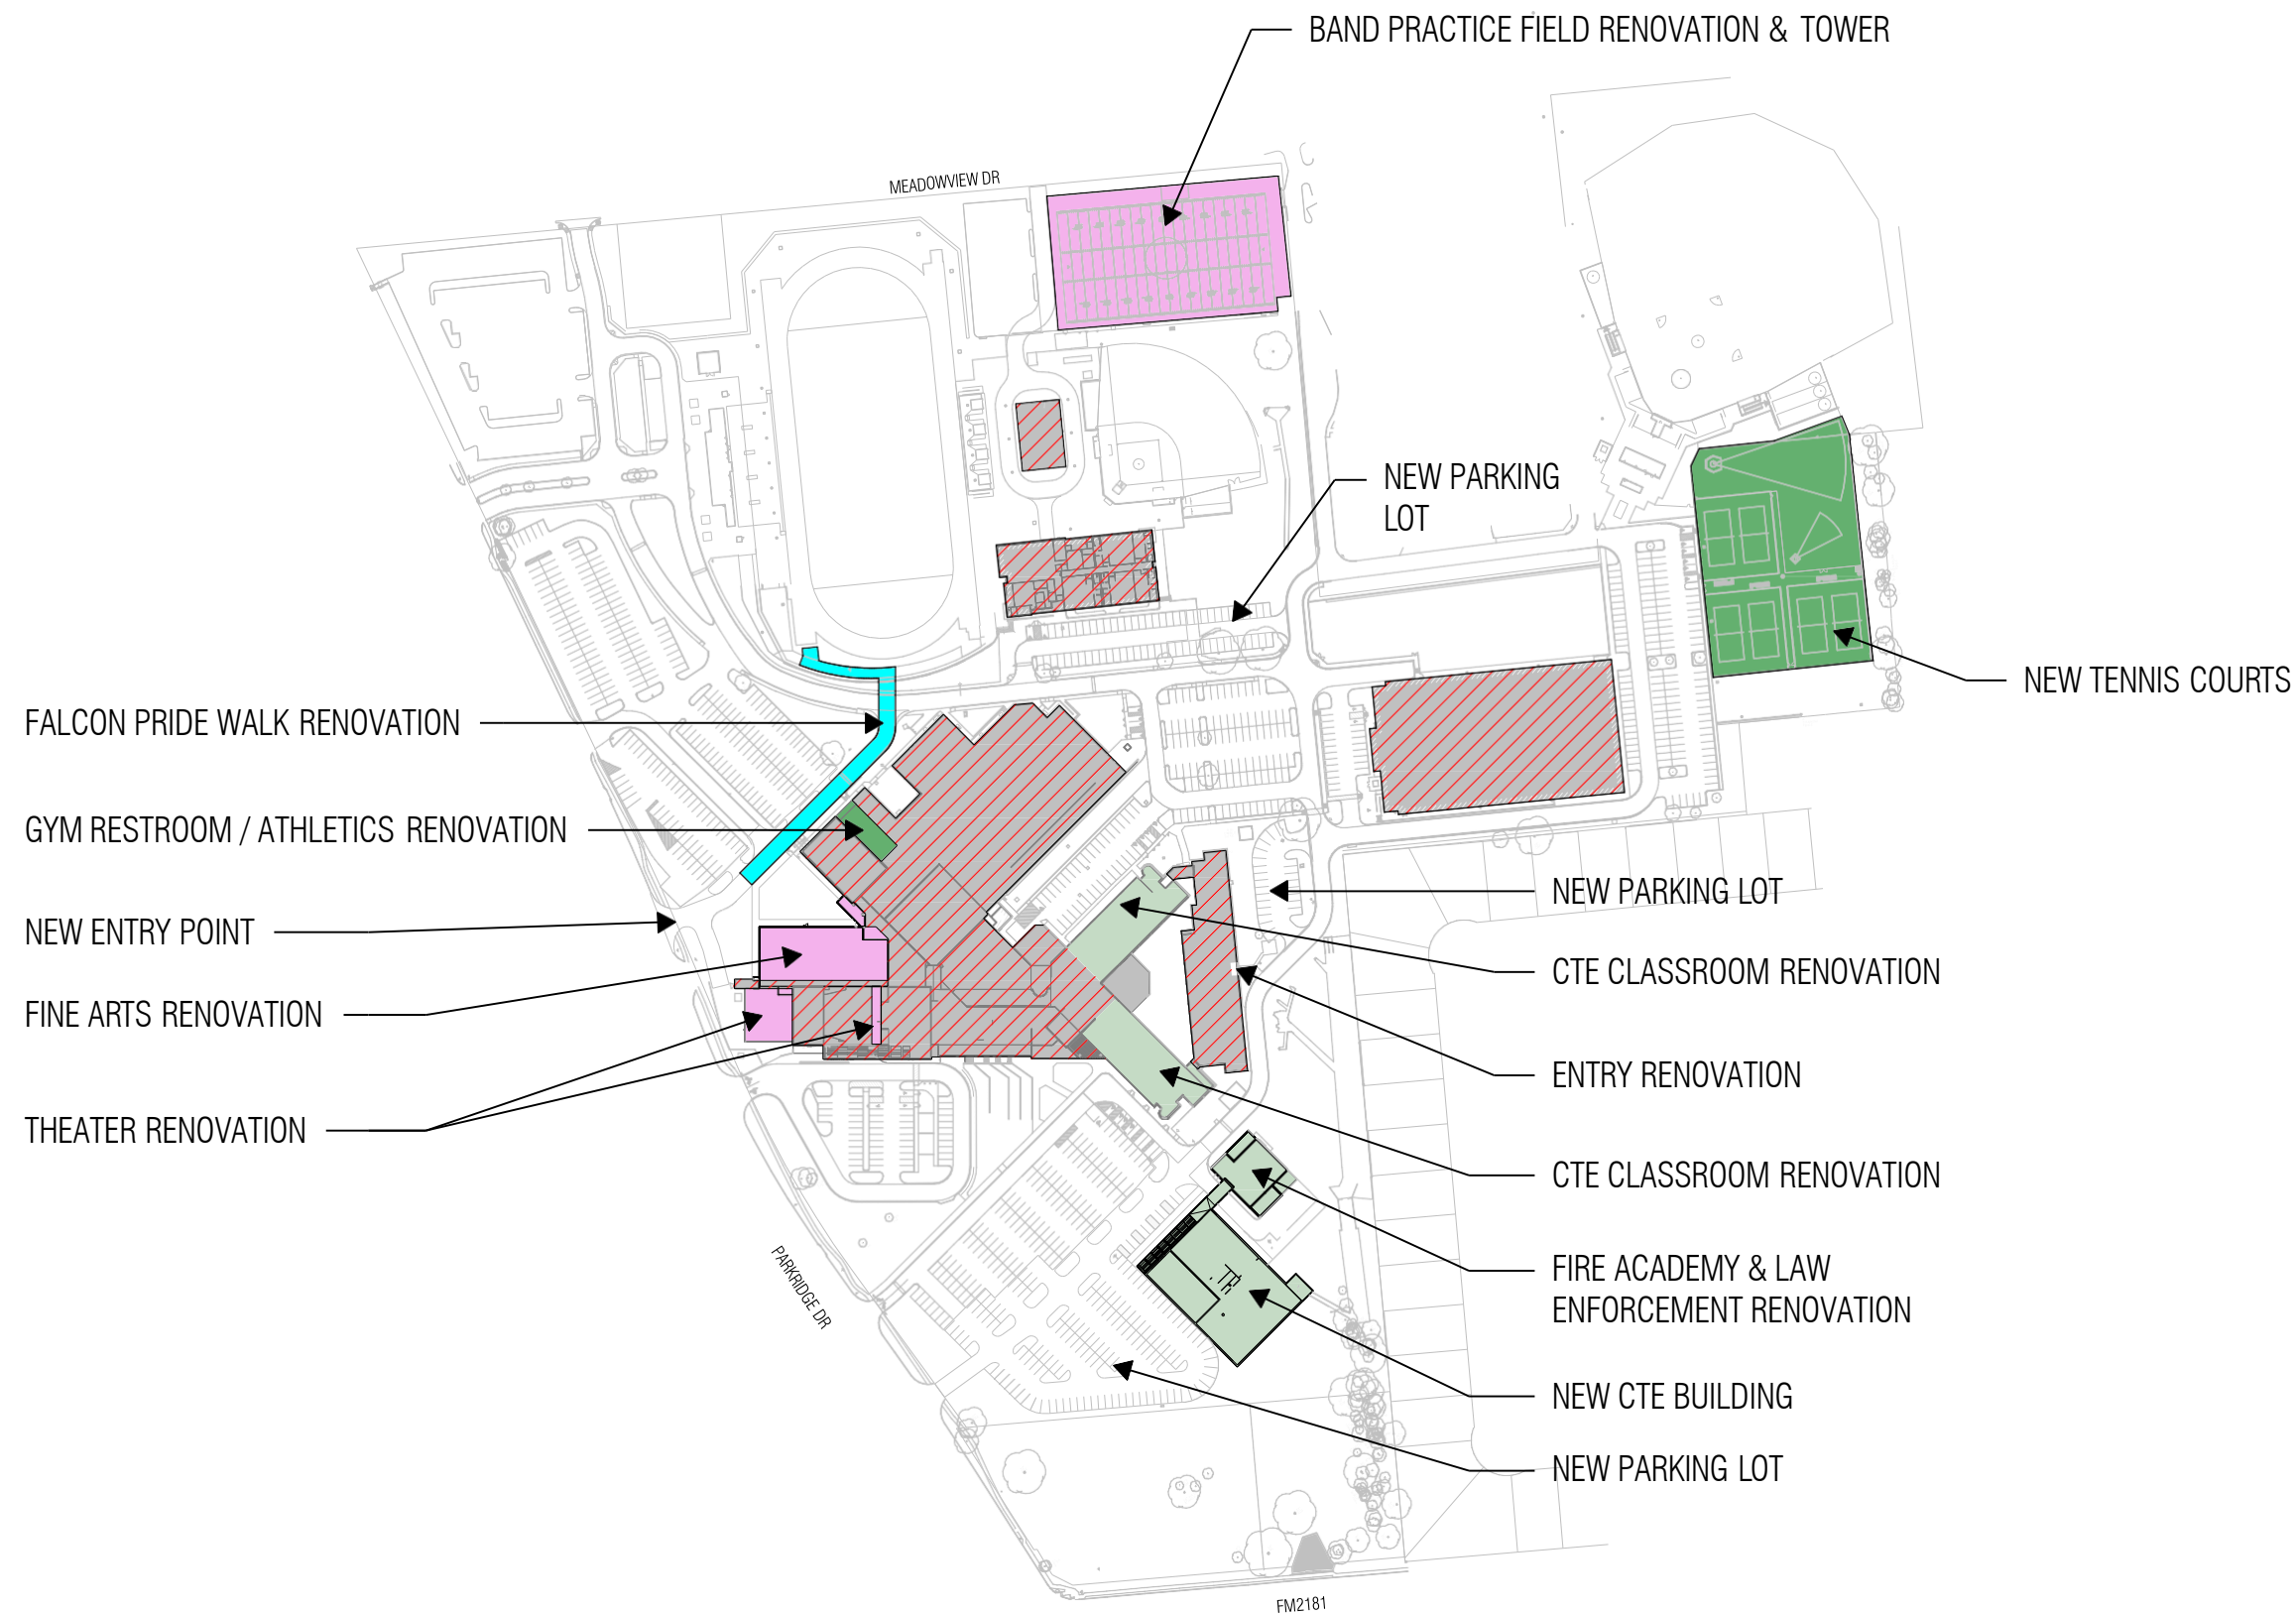 BAND PRACTICE FIELD RENOVATION & TOWER
MEADOWVIEW DR
NEW PARKING
LOT
NEW TENNIS COURTS
FALCON PRIDE WALK RENOVATION
GYM RESTROOM / ATHLETICS RENOVATION
NEW PARKING LOT
NEW ENTRY POINT
CTE CLASSROOM RENOVATION
FINE ARTS RENOVATION
ENTRY RENOVATION
THEATER RENOVATION
CTE CLASSROOM RENOVATION
FIRE ACADEMY & LAW
ENFORCEMENT RENOVATION
PARKRIDGE DR
NEW CTE BUILDING
NEW PARKING LOT
FM2181